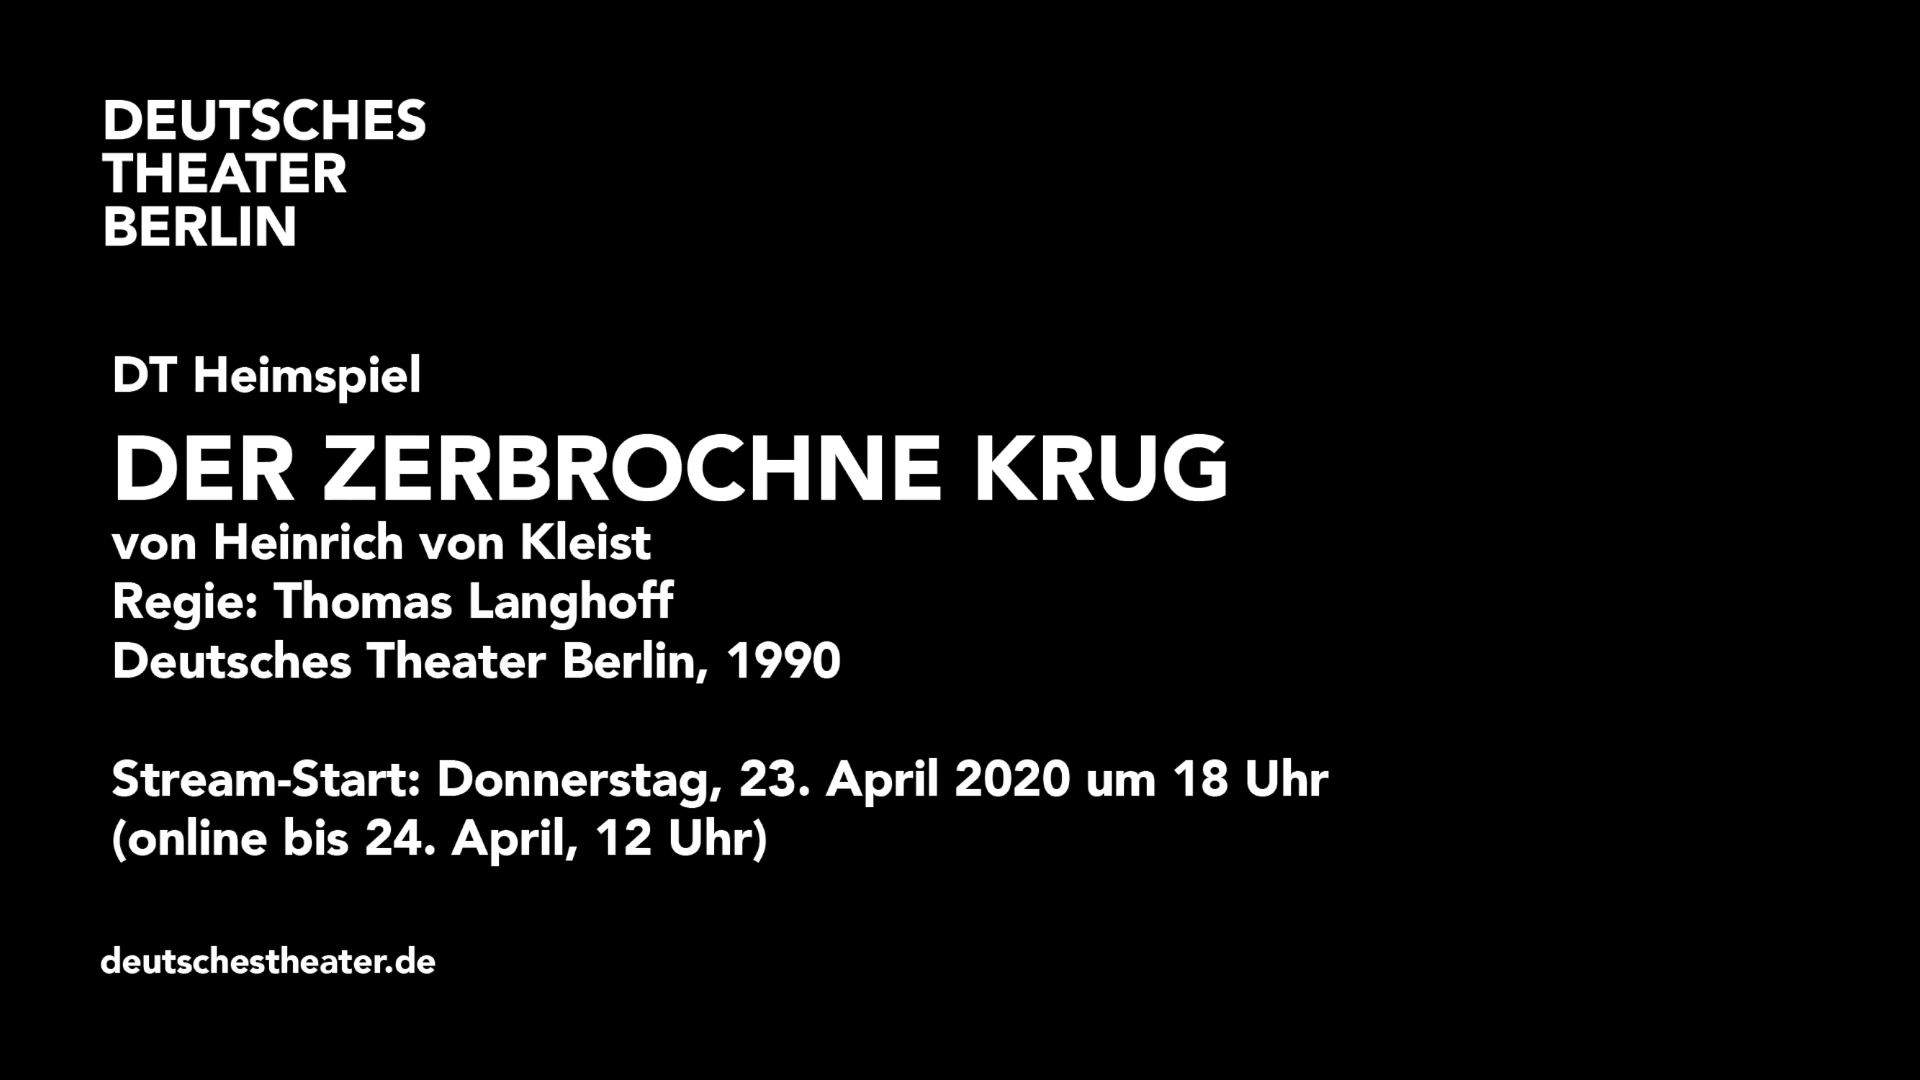 DEUTSCHES
THEATER
BERLIN
DT Heimspiel
DER ZERBROCHNE KRUG
von Heinrich von Kleist
Regie: Thomas Langhoff
Deutsches Theater Berlin, 1990
Stream-Start: Donnerstag, 23. April 2020 um 18 Uhr
(online bis 24. April, 12 Uhr)
deutschestheater.de